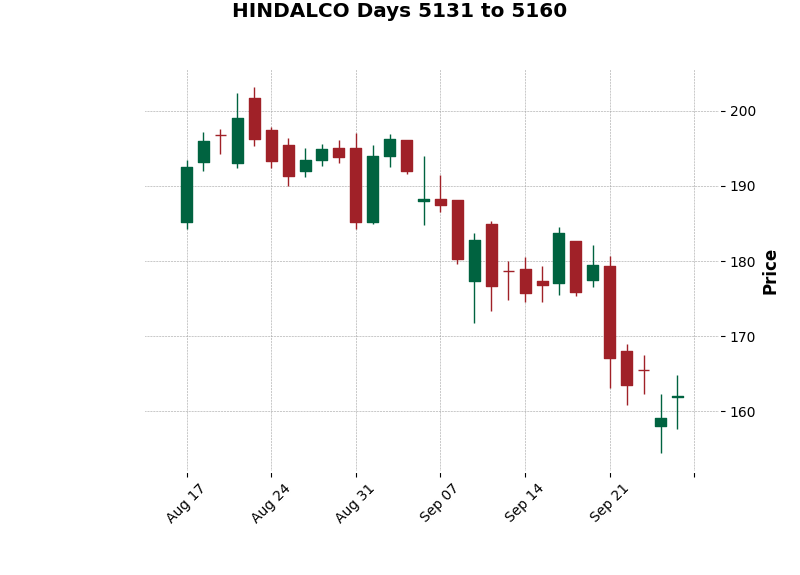 HINDALCO Days 5131 to 5160
200
190
180
170
160
Price
Aug 17
Aug 24
Aug 31
Sep 07
Sep 14
Sep 21